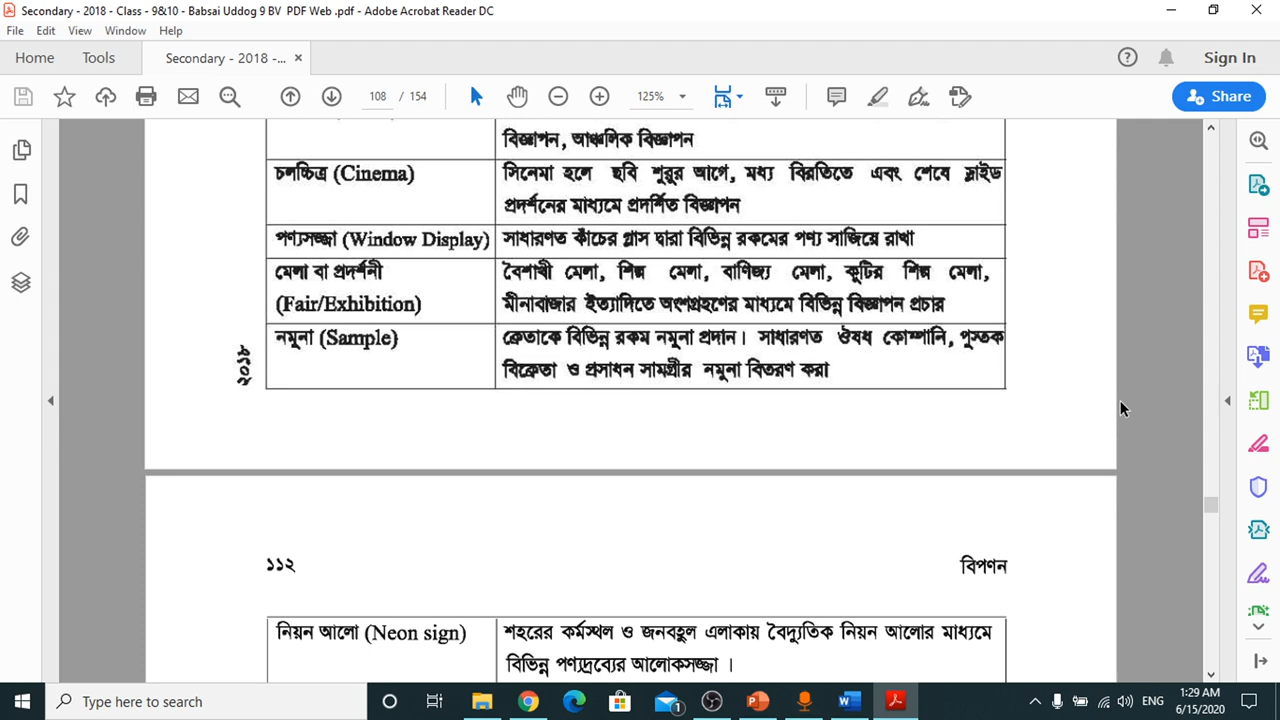 Secondary - 2018 - Class - 9&10 - Babsai Uddog 9 BV PDF Web .pdf - Adobe Acrobat Reader DC
File Edit View Window Help
Home Tools Secondary - 2018 -... × Sign In
108 / 154 125% Share
বিজ্ঞাপন, আঞ্চলিক বিজ্ঞাপন
চলচ্চিত্র (Cinema) সিনেমা হলে ছবি শুরুর আগে, মধ্য বিরতিতে এবং শেষে স্লাইড
প্রদর্শনের মাধ্যমে প্রদর্শিত বিজ্ঞাপন
পণ্যসজ্জা (Window Display) সাধারণত কাঁচের গ্লাস দ্বারা বিভিন্ন রকমের পণ্য সাজিয়ে রাখা
মেলা বা প্রদর্শনী বৈশাখী মেলা, শিল্প মেলা, বাণিজ্য মেলা, কুটির শিল্প মেলা,
(Fair/Exhibition) মীনাবাজার ইত্যাদিতে অংশগ্রহণের মাধ্যমে বিভিন্ন বিজ্ঞাপন প্রচার
নমুনা (Sample) ক্রেতাকে বিভিন্ন রকম নমুনা প্রদান। সাধারণত ঔষধ কোম্পানি, পুস্তক
বিক্রেতা ও প্রসাধন সামগ্রীর নমুনা বিতরণ করা
২০১৮
১১২ বিপণন
নিয়ন আলো (Neon sign) শহরের কর্মস্থল ও জনবহুল এলাকায় বৈদ্যুতিক নিয়ন আলোর মাধ্যমে
বিভিন্ন পণ্যদ্রব্যের আলোকসজ্জা ।
Type here to search 1 ENG 1:29 AM
6/15/2020